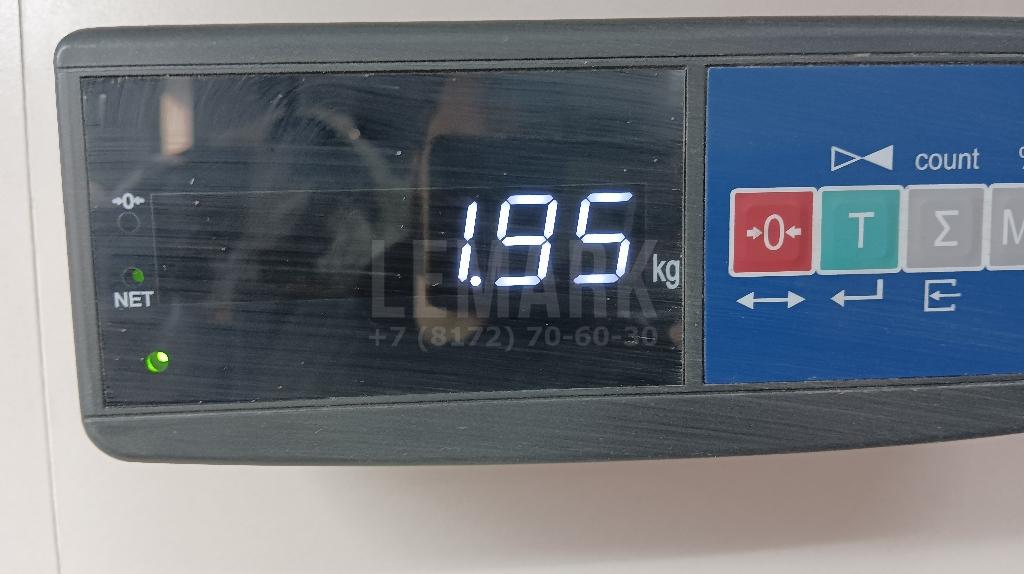 count
→0←
1.95 kg
→0← T Σ M
NET
LEMARK
+7 (8172) 70-60-30